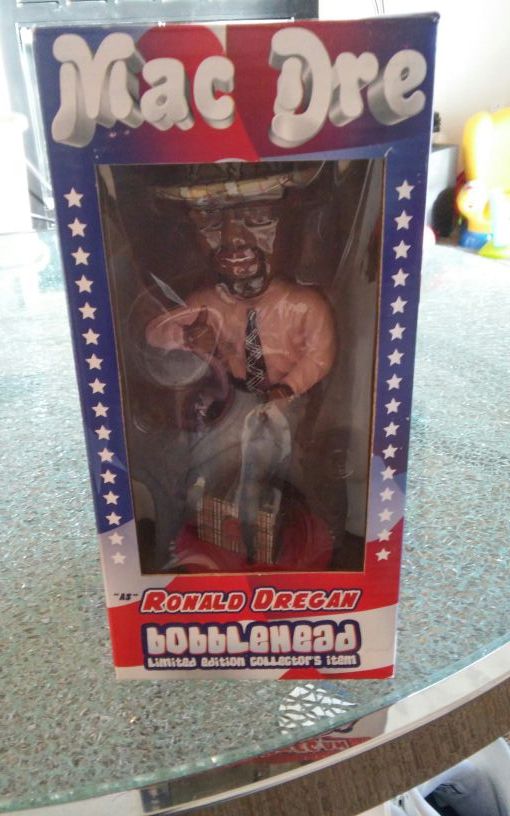 Mac Dre
"AS" RONALD DREGAN
bobblehead
Limited edition collector's item